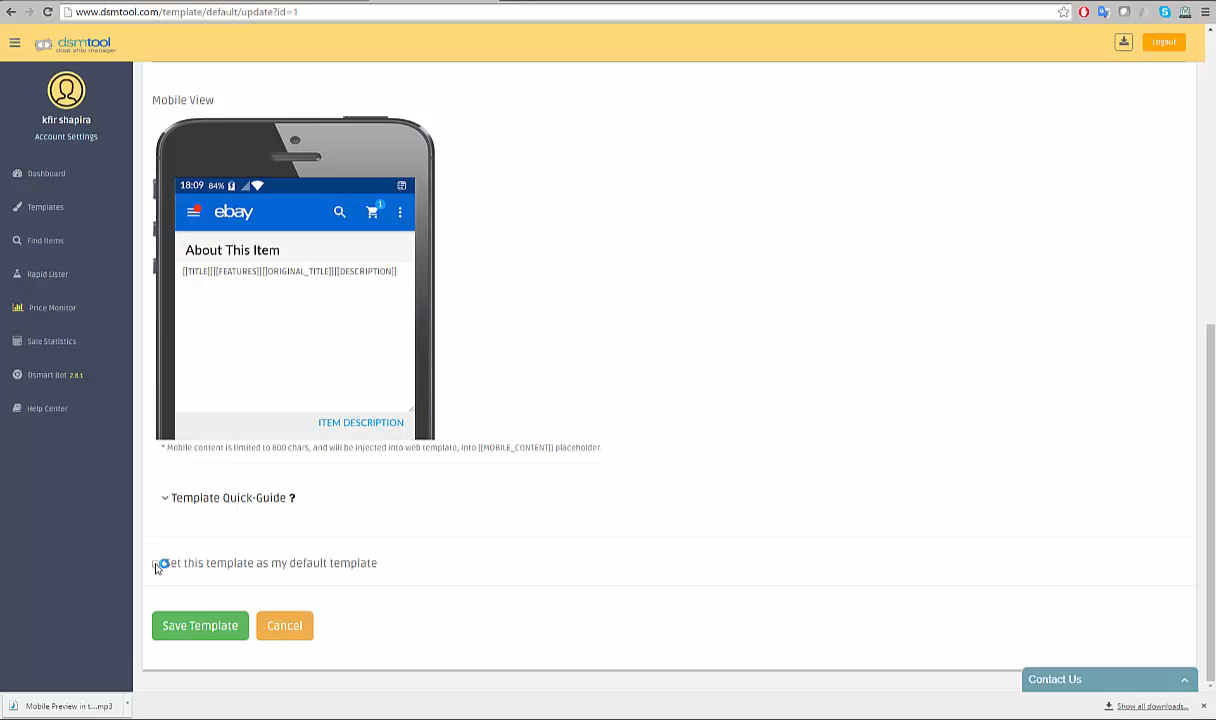 www.dsmtool.com/template/default/update?id=1
dsmtool
drop ship manager
Logout
kfir shapira
Account Settings
Dashboard
Templates
Find Items
Rapid Lister
Price Monitor
Sale Statistics
Dsmart Bot 2.8.1
Help Center
Mobile View
18:09 84%
ebay
1
About This Item
[[TITLE]][[FEATURES]][[ORIGINAL_TITLE]][[DESCRIPTION]]
ITEM DESCRIPTION
* Mobile content is limited to 800 chars, and will be injected into web template, into [[MOBILE_CONTENT]] placeholder.
Template Quick-Guide ?
et this template as my default template
Save Template
Cancel
Contact Us
Mobile Preview in t....mp3
Show all downloads...